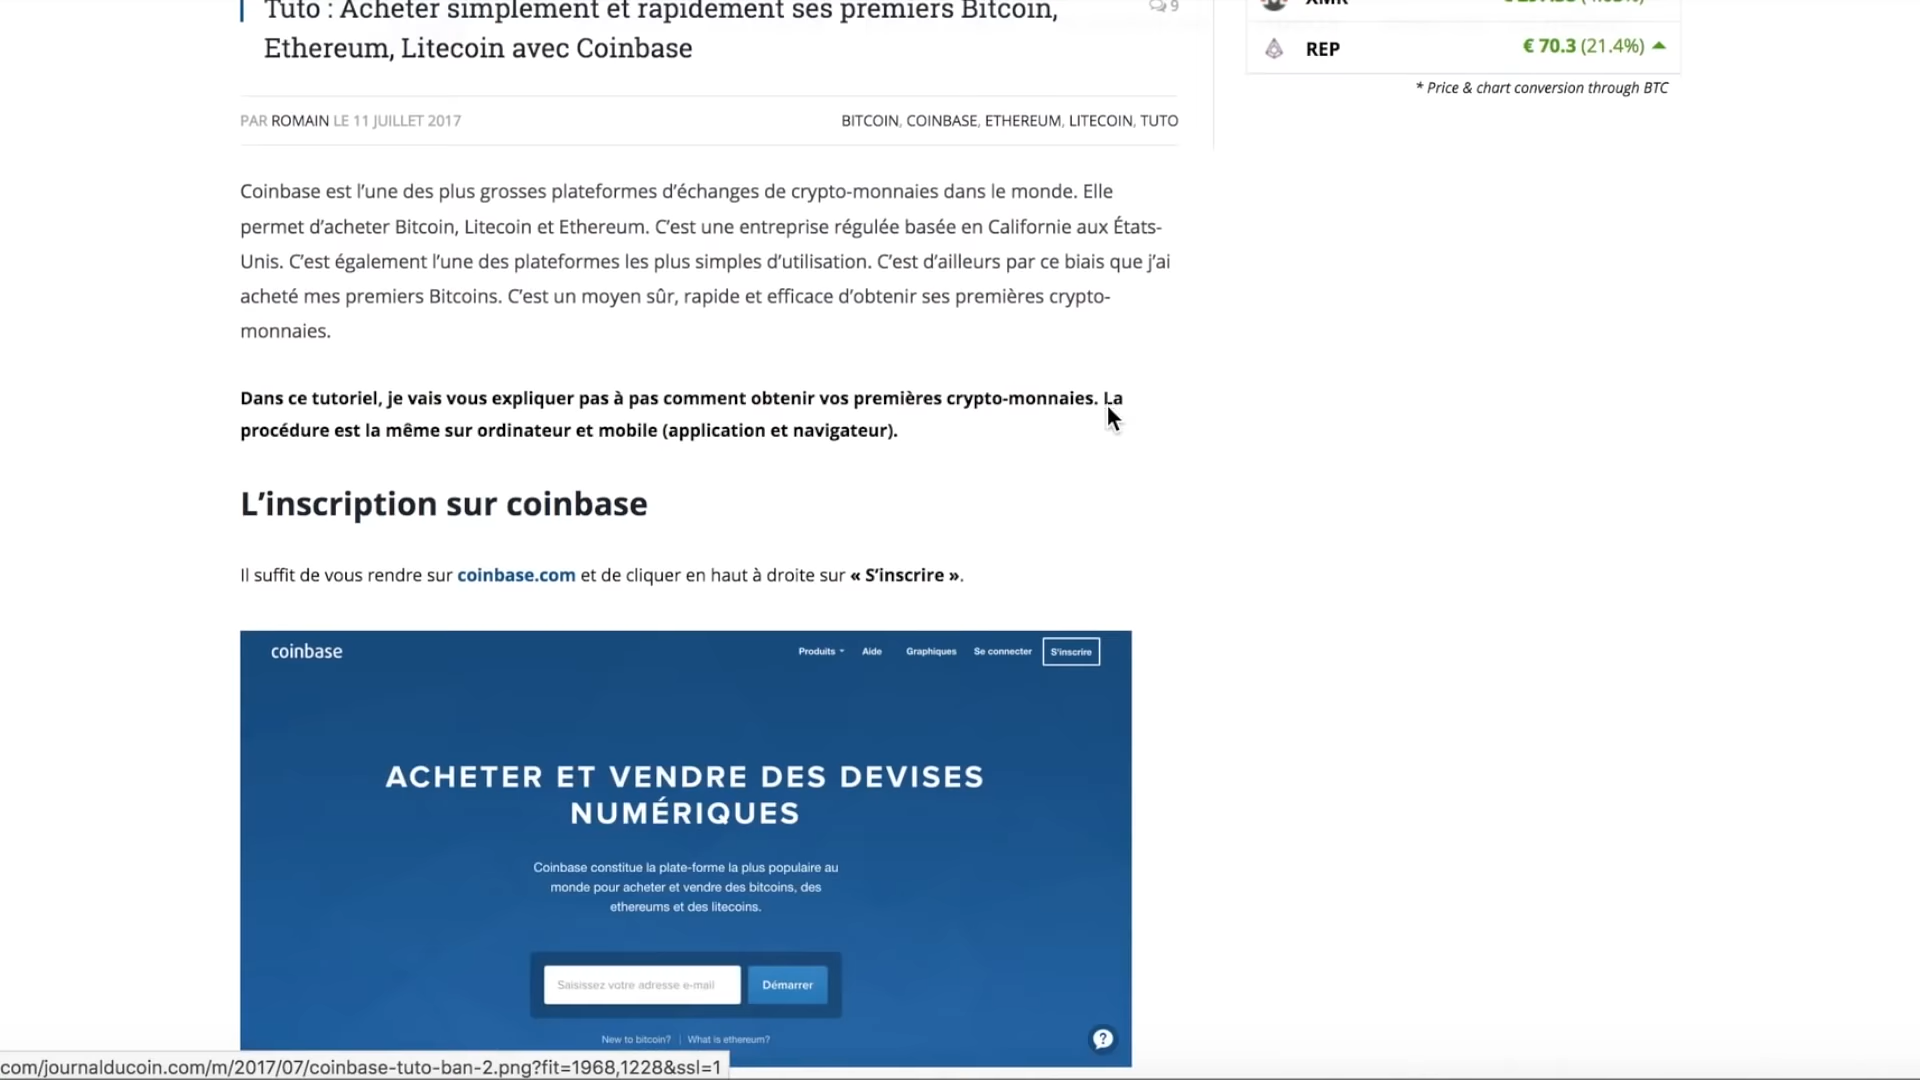 Tuto : Acheter simplement et rapidement ses premiers Bitcoin,
Ethereum, Litecoin avec Coinbase
9
PAR ROMAIN LE 11 JUILLET 2017
BITCOIN, COINBASE, ETHEREUM, LITECOIN, TUTO
Coinbase est l’une des plus grosses plateformes d’échanges de crypto-monnaies dans le monde. Elle
permet d’acheter Bitcoin, Litecoin et Ethereum. C’est une entreprise régulée basée en Californie aux États-
Unis. C’est également l’une des plateformes les plus simples d’utilisation. C’est d’ailleurs par ce biais que j’ai
acheté mes premiers Bitcoins. C’est un moyen sûr, rapide et efficace d’obtenir ses premières crypto-
monnaies.
Dans ce tutoriel, je vais vous expliquer pas à pas comment obtenir vos premières crypto-monnaies. La
procédure est la même sur ordinateur et mobile (application et navigateur).
L’inscription sur coinbase
Il suffit de vous rendre sur coinbase.com et de cliquer en haut à droite sur « S’inscrire ».
coinbase
Produits Aide Graphiques Se connecter S'inscrire
ACHETER ET VENDRE DES DEVISES
NUMÉRIQUES
Coinbase constitue la plate-forme la plus populaire au
monde pour acheter et vendre des bitcoins, des
ethereums et des litecoins.
Saisissez votre adresse e-mail Démarrer
New to bitcoin? | What is ethereum?
?
com/journalducoin.com/m/2017/07/coinbase-tuto-ban-2.png?fit=1968,1228&ssl=1
XMR
REP € 70.3 (21.4%)
* Price & chart conversion through BTC